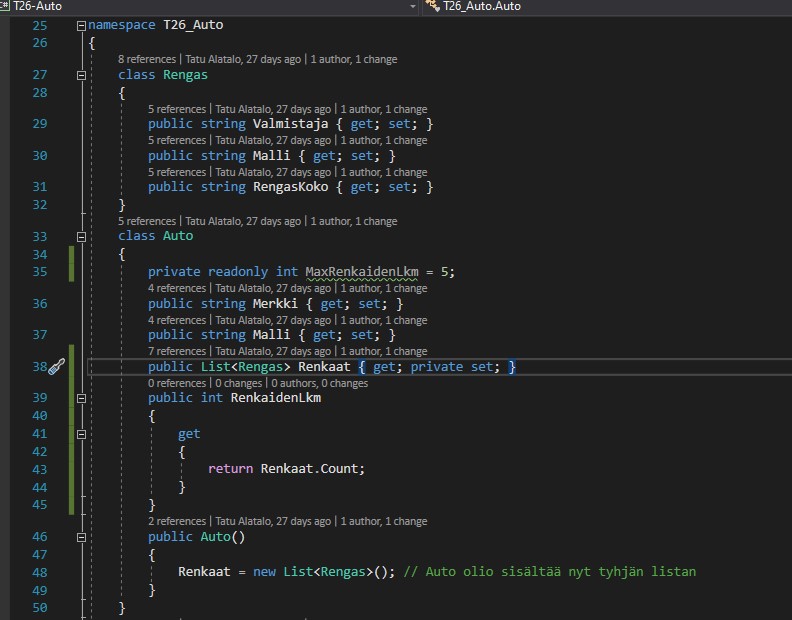 T26-Auto
T26_Auto.Auto
25 namespace T26_Auto
26 {
8 references | Tatu Alatalo, 27 days ago | 1 author, 1 change
27 class Rengas
28 {
5 references | Tatu Alatalo, 27 days ago | 1 author, 1 change
29 public string Valmistaja { get; set; }
5 references | Tatu Alatalo, 27 days ago | 1 author, 1 change
30 public string Malli { get; set; }
5 references | Tatu Alatalo, 27 days ago | 1 author, 1 change
31 public string RengasKoko { get; set; }
32 }
5 references | Tatu Alatalo, 27 days ago | 1 author, 1 change
33 class Auto
34 {
35 private readonly int MaxRenkaidenLkm = 5;
4 references | Tatu Alatalo, 27 days ago | 1 author, 1 change
36 public string Merkki { get; set; }
4 references | Tatu Alatalo, 27 days ago | 1 author, 1 change
37 public string Malli { get; set; }
7 references | Tatu Alatalo, 27 days ago | 1 author, 1 change
38 public List<Rengas> Renkaat { get; private set; }
0 references | 0 changes | 0 authors, 0 changes
39 public int RenkaidenLkm
40 {
41 get
42 {
43 return Renkaat.Count;
44 }
45 }
2 references | Tatu Alatalo, 27 days ago | 1 author, 1 change
46 public Auto()
47 {
48 Renkaat = new List<Rengas>(); // Auto olio sisältää nyt tyhjän listan
49 }
50 }